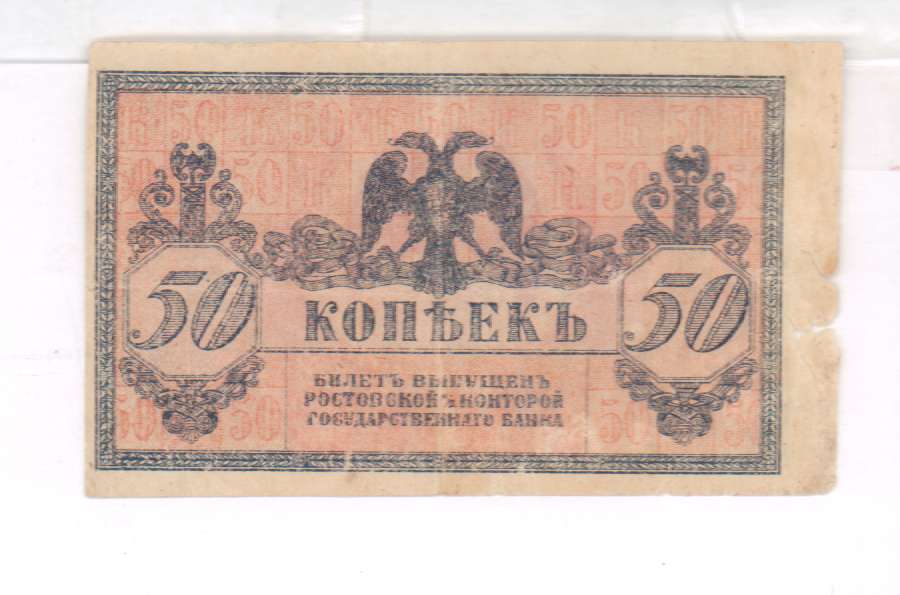 50 КОПѢЕКЪ 50
БИЛЕТЪ ВЫПУЩЕНЪ
РОСТОВСКОЙ КОНТОРОЙ
ГОСУДАРСТВЕННАГО БАНКА